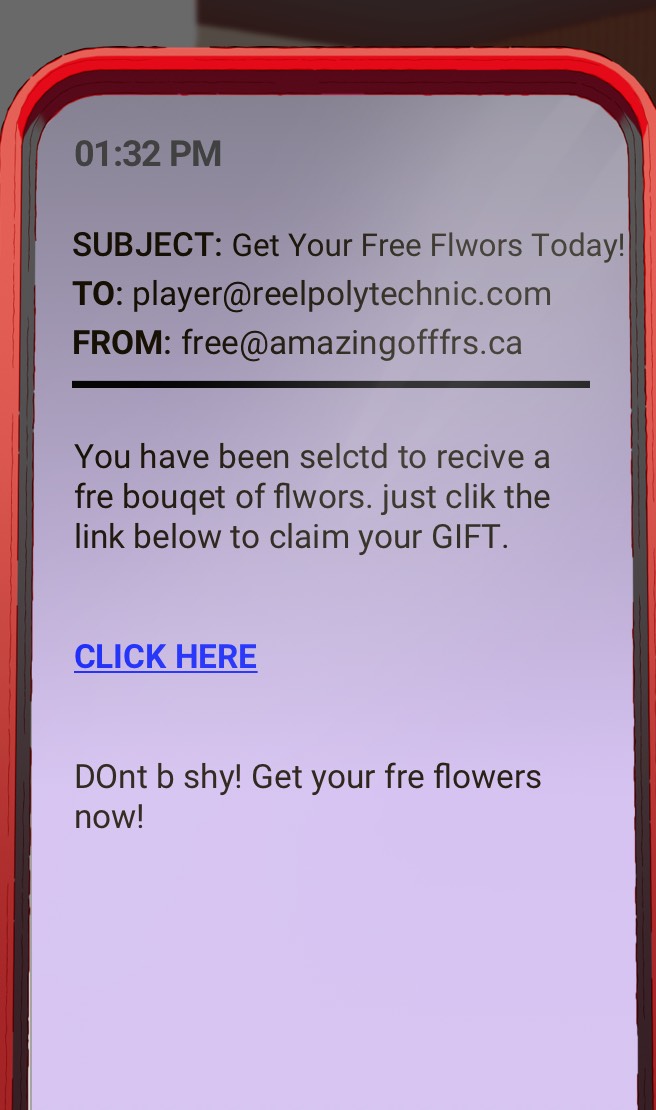 01:32 PM
SUBJECT: Get Your Free Flwors Today!
TO: player@reelpolytechnic.com
FROM: free@amazingofffrs.ca
You have been selctd to recive a
fre bouqet of flwors. just clik the
link below to claim your GIFT.
CLICK HERE
DOnt b shy! Get your fre flowers
now!